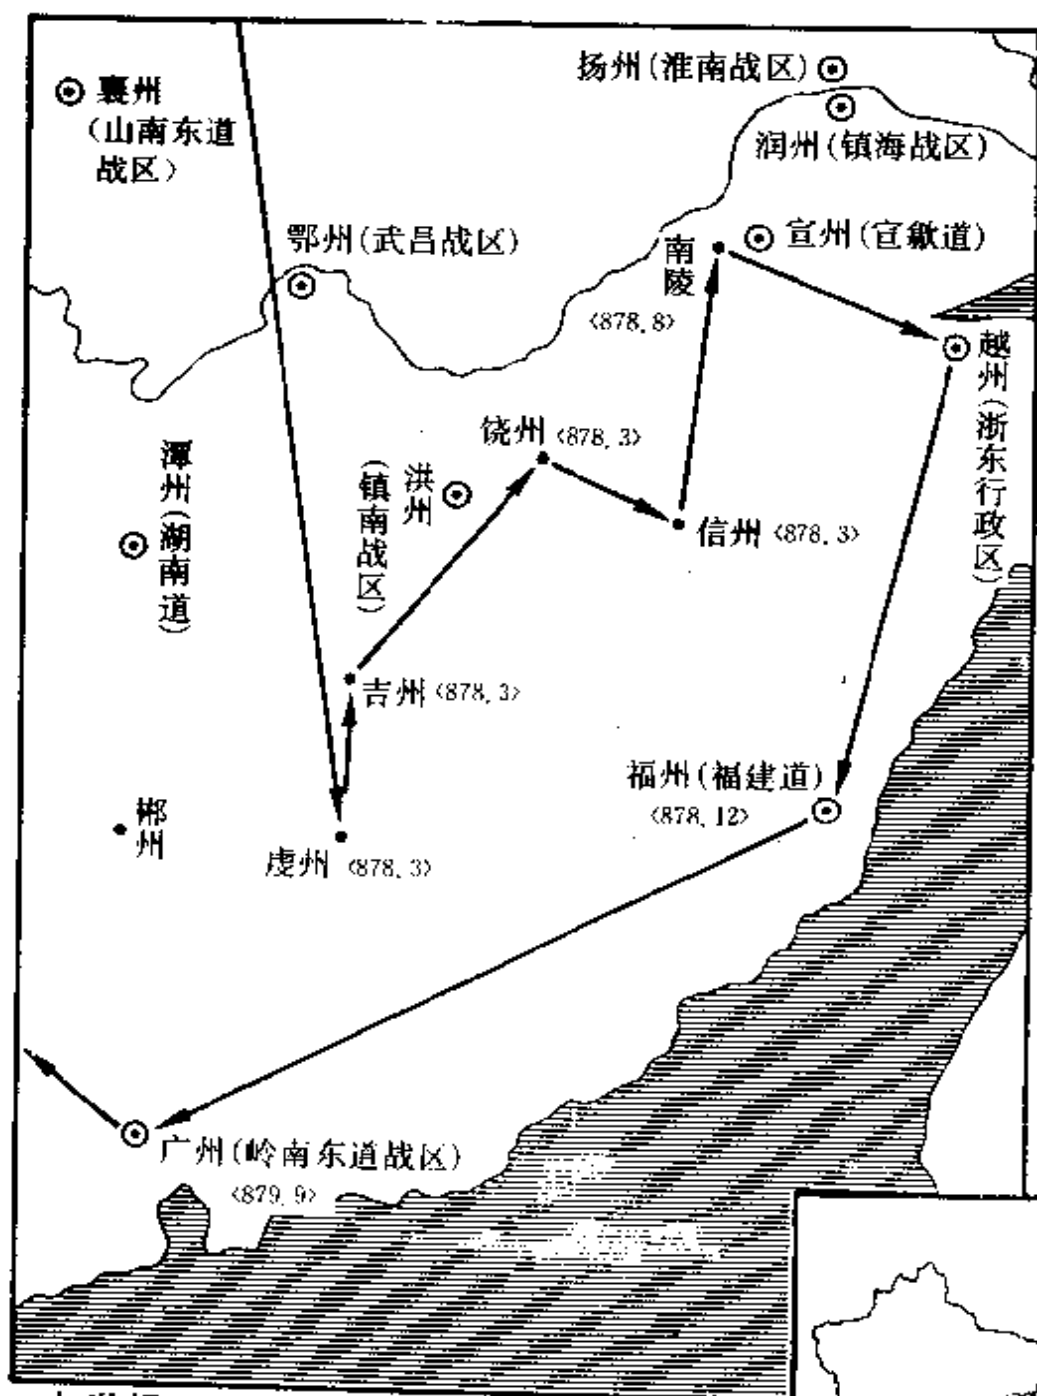 襄州
（山南东道
战区）
扬州(淮南战区)
润州(镇海战区)
鄂州(武昌战区)
南陵
<878,8>
宣州(宣歙道)
越州(浙东行政区)
饶州 <878,3>
洪州
(镇南战区)
信州 <878,3>
潭州(湖南道)
吉州 <878,3>
福州(福建道)
<878,12>
郴州
虔州 <878,3>
广州(岭南东道战区)
<879,9>